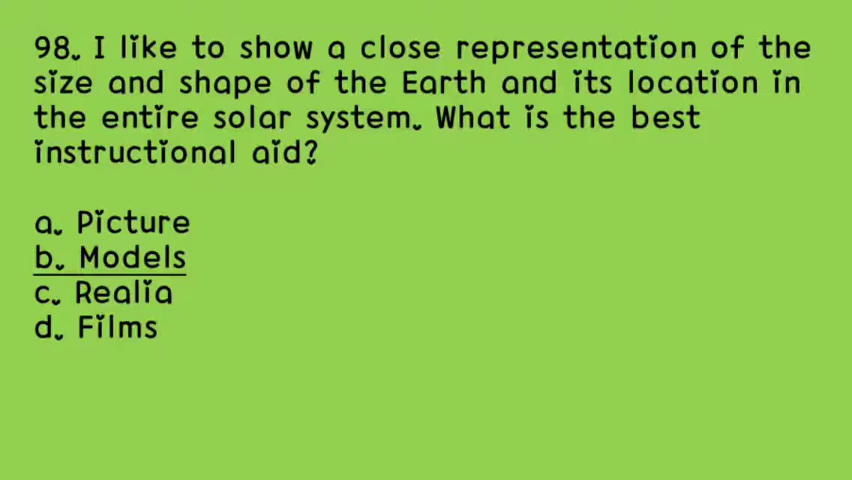 98. I like to show a close representation of the
size and shape of the Earth and its location in
the entire solar system. What is the best
instructional aid?
a. Picture
b. Models
c. Realia
d. Films